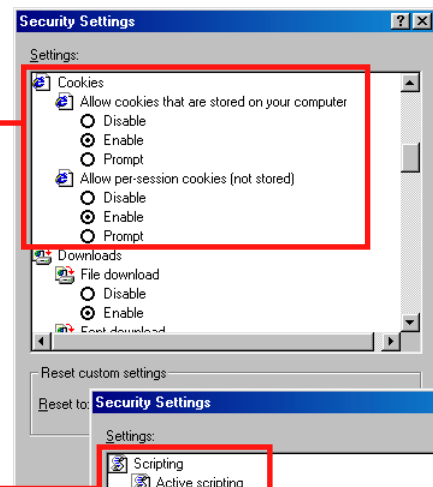 Security Settings
Settings:
Cookies
Allow cookies that are stored on your computer
Disable
Enable
Prompt
Allow per-session cookies (not stored)
Disable
Enable
Prompt
Downloads
File download
Disable
Enable
Font download
Reset custom settings
Reset to:
Security Settings
Settings:
Scripting
Active scripting